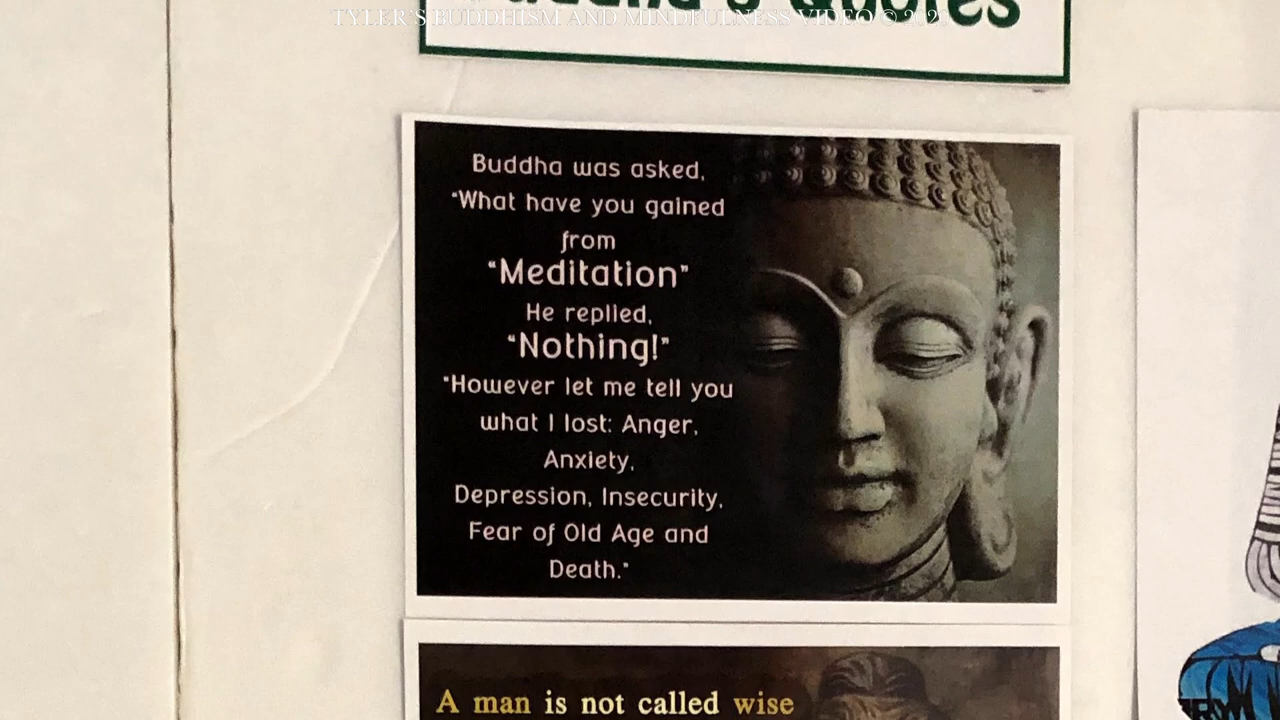 TYLER'S BUDDHISM AND MINDFULNESS VIDEO ©
Quotes
Buddha was asked,
"What have you gained
from
"Meditation"
He replied,
"Nothing!"
"However let me tell you
what I lost: Anger,
Anxiety,
Depression, Insecurity,
Fear of Old Age and
Death."
A man is not called wise